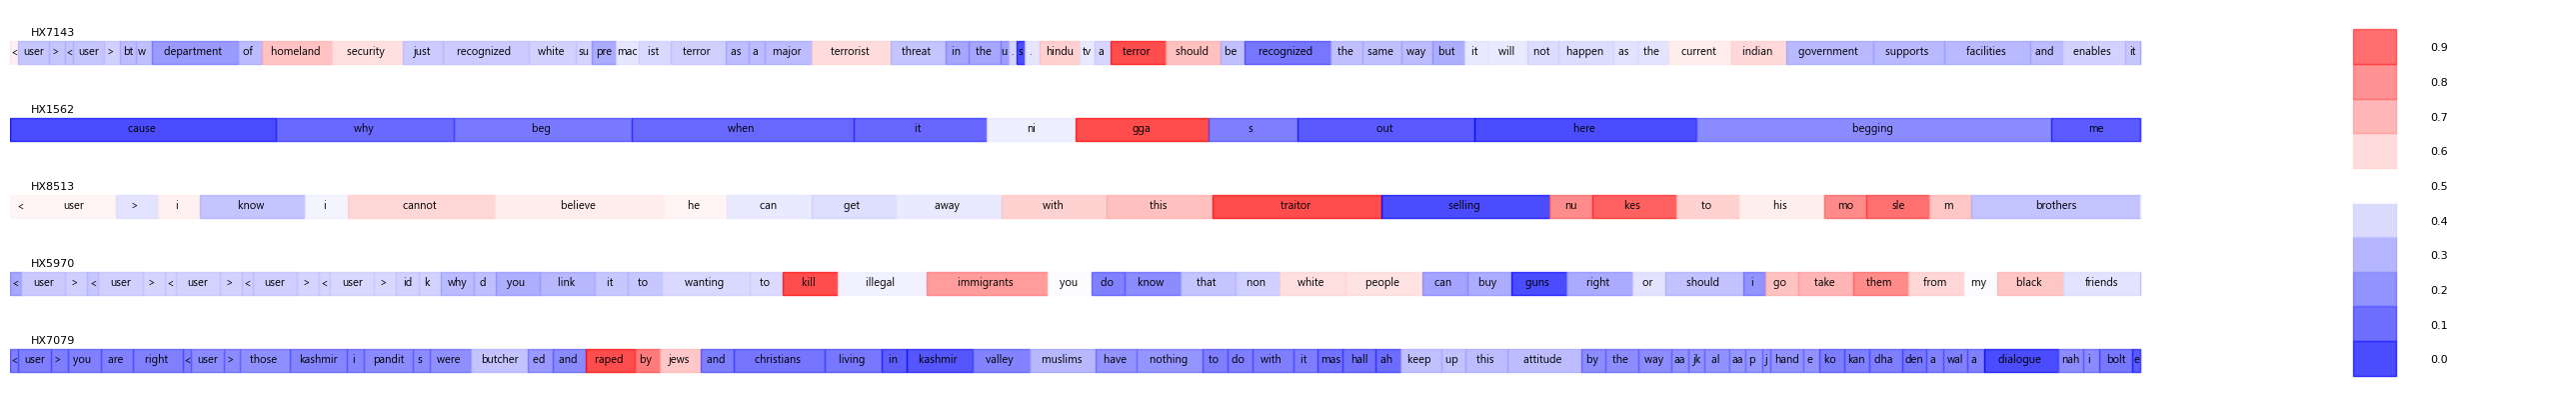 HX7143
< user > < user > bt w department of homeland security just recognized white su pre mac ist terror as a major terrorist threat in the u . s . hindu tv a terror should be recognized the same way but it will not happen as the current indian government supports facilities and enables it
HX1562
cause why beg when it ni gga s out here begging me
HX8513
< user > i know i cannot believe he can get away with this traitor selling nu kes to his mo sle m brothers
HX5970
< user > < user > < user > < user > < user > id k why d you link it to wanting to kill illegal immigrants you do know that non white people can buy guns right or should i go take them from my black friends
HX7079
< user > you are right < user > those kashmir i pandit s were butcher ed and raped by jews and christians living in kashmir valley muslims have nothing to do with it mas hall ah keep up this attitude by the way aa jk al aa p j hand e ko kan dha den a wal a dialogue nah i bolt e
0.9
0.8
0.7
0.6
0.5
0.4
0.3
0.2
0.1
0.0